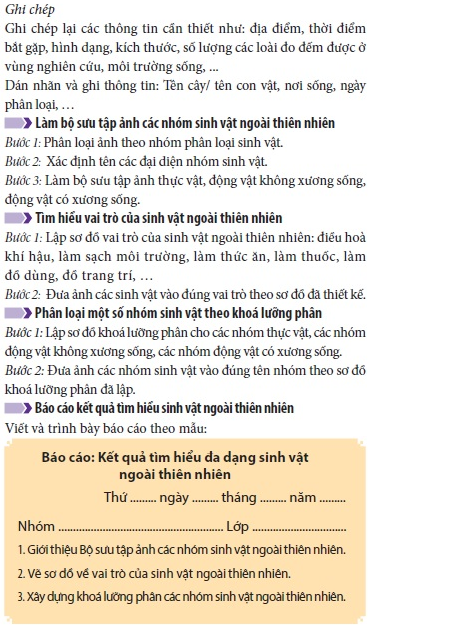 Ghi chép
Ghi chép lại các thông tin cần thiết như: địa điểm, thời điểm
bắt gặp, hình dạng, kích thước, số lượng các loài đo đếm được ở
vùng nghiên cứu, môi trường sống, ...
Dán nhãn và ghi thông tin: Tên cây/ tên con vật, nơi sống, ngày
phân loại, …
Làm bộ sưu tập ảnh các nhóm sinh vật ngoài thiên nhiên
Bước 1: Phân loại ảnh theo nhóm phân loại sinh vật.
Bước 2: Xác định tên các đại diện nhóm sinh vật.
Bước 3: Làm bộ sưu tập ảnh thực vật, động vật không xương sống,
động vật có xương sống.
Tìm hiểu vai trò của sinh vật ngoài thiên nhiên
Bước 1: Lập sơ đồ vai trò của sinh vật ngoài thiên nhiên: điều hoà
khí hậu, làm sạch môi trường, làm thức ăn, làm thuốc, làm
đồ dùng, đồ trang trí, …
Bước 2: Đưa ảnh các sinh vật vào đúng vai trò theo sơ đồ đã thiết kế.
Phân loại một số nhóm sinh vật theo khoá lưỡng phân
Bước 1: Lập sơ đồ khoá lưỡng phân cho các nhóm thực vật, các nhóm
động vật không xương sống, các nhóm động vật có xương sống.
Bước 2: Đưa ảnh các nhóm sinh vật vào đúng tên nhóm theo sơ đồ
khoá lưỡng phân đã lập.
Báo cáo kết quả tìm hiểu sinh vật ngoài thiên nhiên
Viết và trình bày báo cáo theo mẫu:
Báo cáo: Kết quả tìm hiểu đa dạng sinh vật
ngoài thiên nhiên
Thứ ......... ngày ......... tháng ......... năm .........
Nhóm ........................................................ Lớp ................................
1. Giới thiệu Bộ sưu tập ảnh các nhóm sinh vật ngoài thiên nhiên.
2. Vẽ sơ đồ về vai trò của sinh vật ngoài thiên nhiên.
3. Xây dựng khoá lưỡng phân các nhóm sinh vật ngoài thiên nhiên.